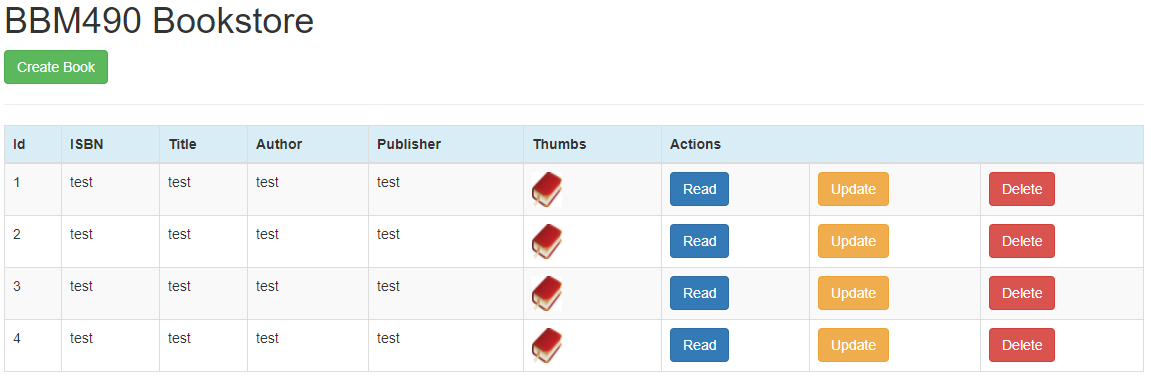 BBM490 Bookstore
Create Book
Id ISBN Title Author Publisher Thumbs Actions
1 test test test test Read Update Delete
2 test test test test Read Update Delete
3 test test test test Read Update Delete
4 test test test test Read Update Delete